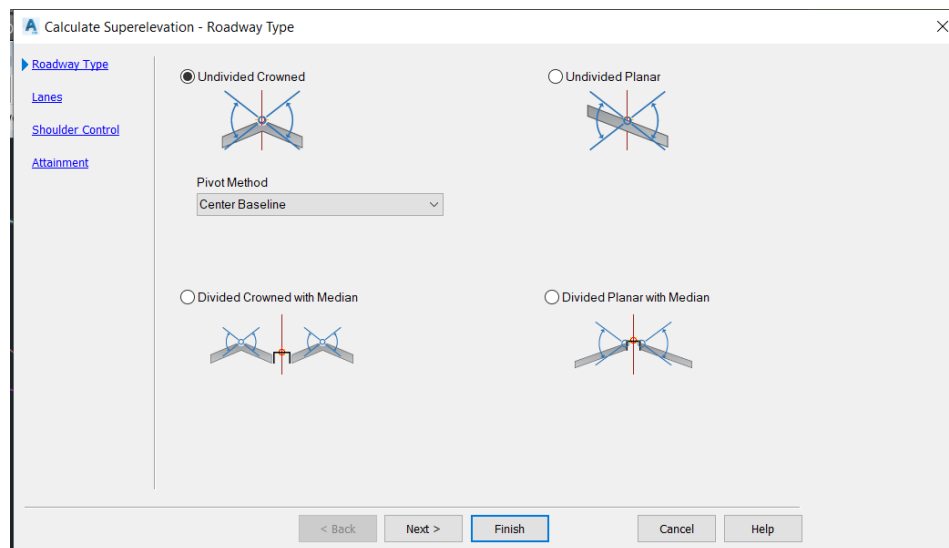 Calculate Superelevation - Roadway Type
Roadway Type
Lanes
Shoulder Control
Attainment
Undivided Crowned
Undivided Planar
Pivot Method
Center Baseline
Divided Crowned with Median
Divided Planar with Median
< Back
Next >
Finish
Cancel
Help